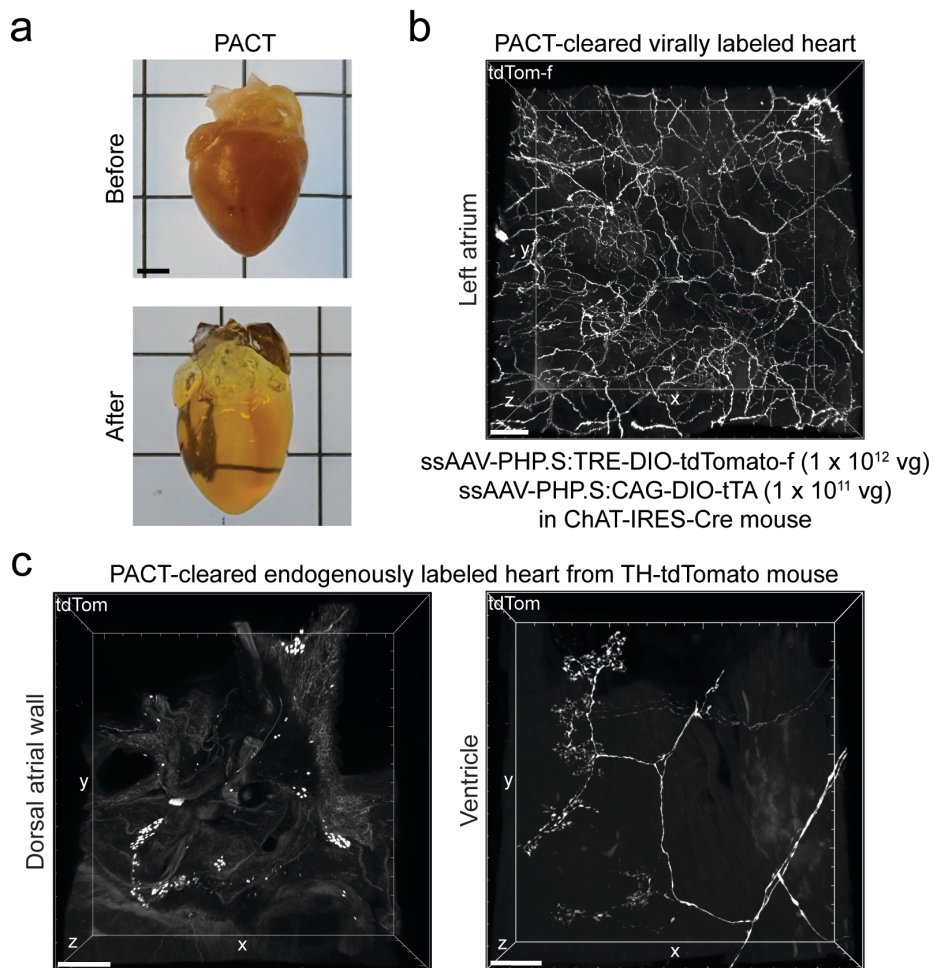 a
PACT
Before
After
b
PACT-cleared virally labeled heart
tdTom-f
Left atrium
y
z
x
ssAAV-PHP.S:TRE-DIO-tdTomato-f (1 x 10¹² vg)
ssAAV-PHP.S:CAG-DIO-tTA (1 x 10¹¹ vg)
in ChAT-IRES-Cre mouse
c
PACT-cleared endogenously labeled heart from TH-tdTomato mouse
tdTom
Dorsal atrial wall
y
z
x
tdTom
Ventricle
y
z
x